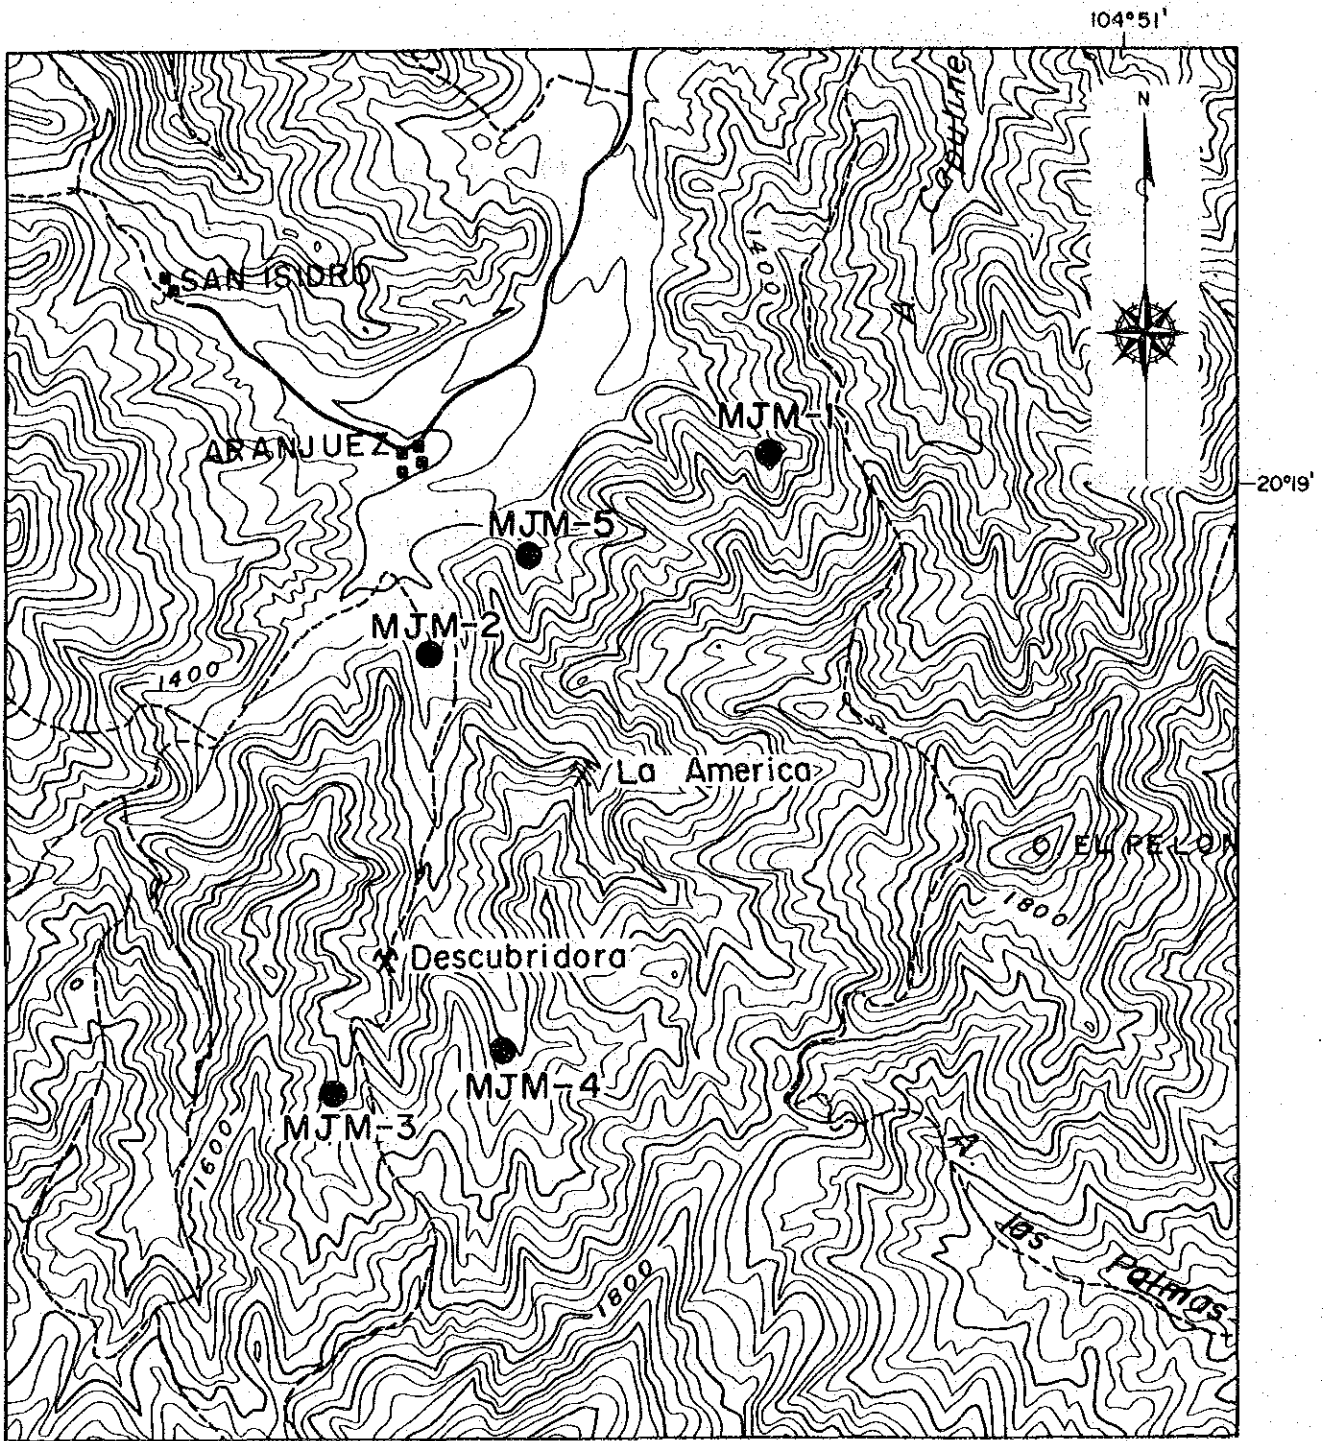 104°51'
N
A. Copuline
1400
SAN ISIDRO
MJM-1
ARANJUEZ
20°19'
MJM-5
MJM-2
1400
La America
EL PELON
1800
Descubridora
MJM-4
MJM-3
1600
A. las Palmas
1800